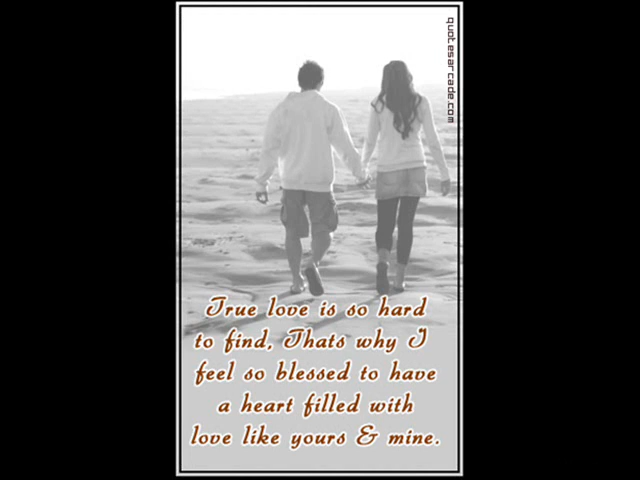 quotesarcade.com
True love is so hard
to find, Thats why I
feel so blessed to have
a heart filled with
love like yours & mine.